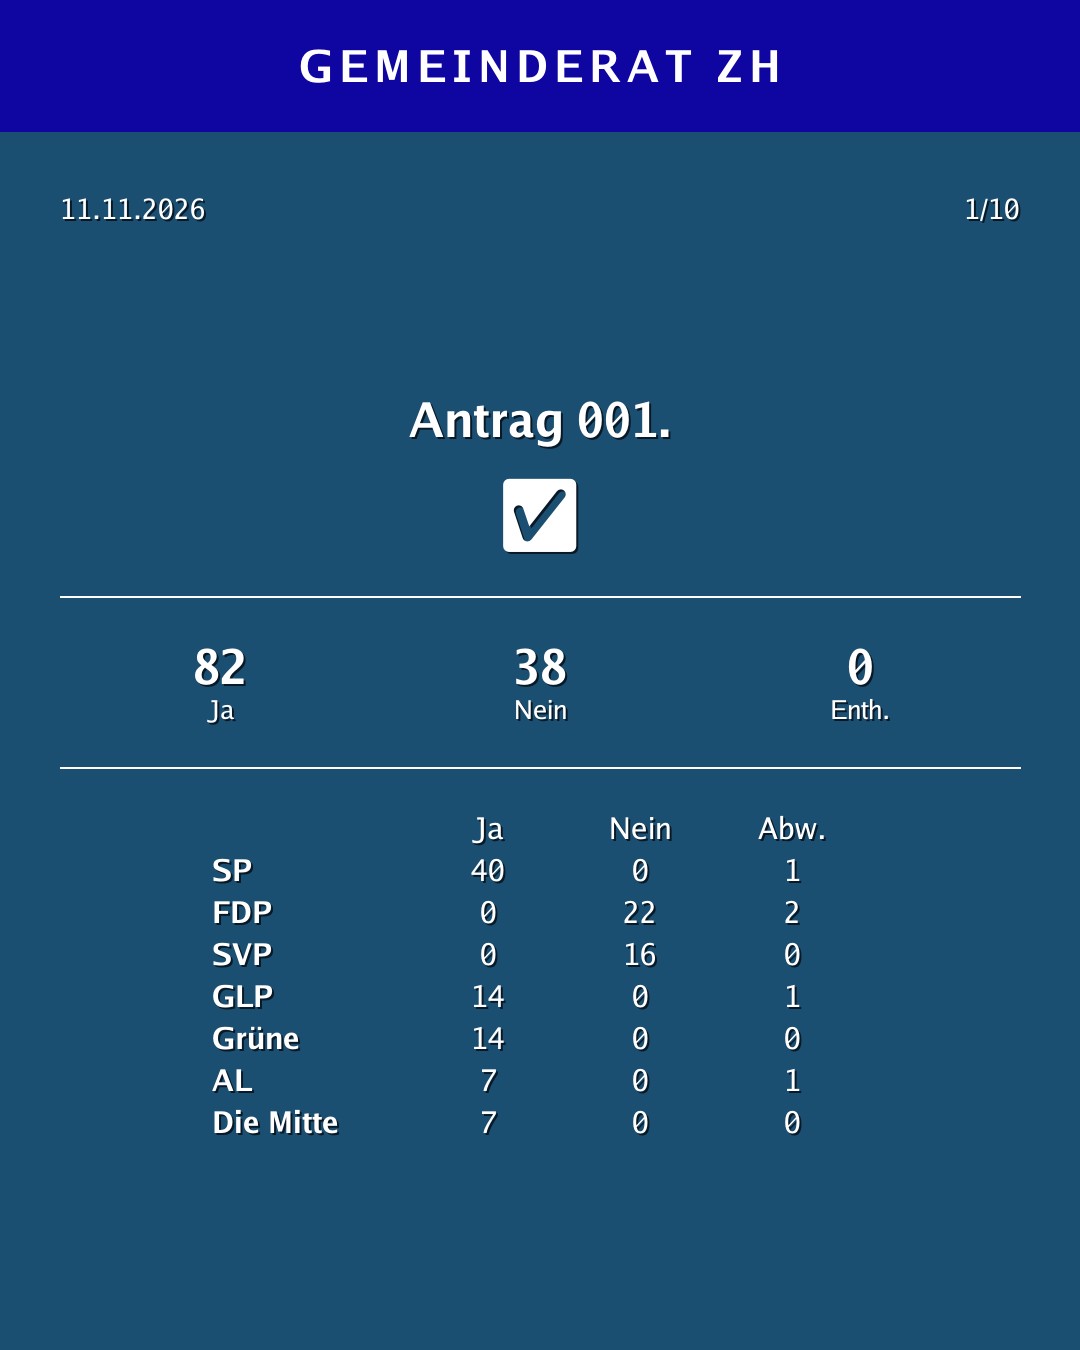 GEMEINDERAT ZH
11.11.2026 1/10
Antrag 001.
82 38 0
Ja Nein Enth.
Ja Nein Abw.
SP 40 0 1
FDP 0 22 2
SVP 0 16 0
GLP 14 0 1
Grüne 14 0 0
AL 7 0 1
Die Mitte 7 0 0